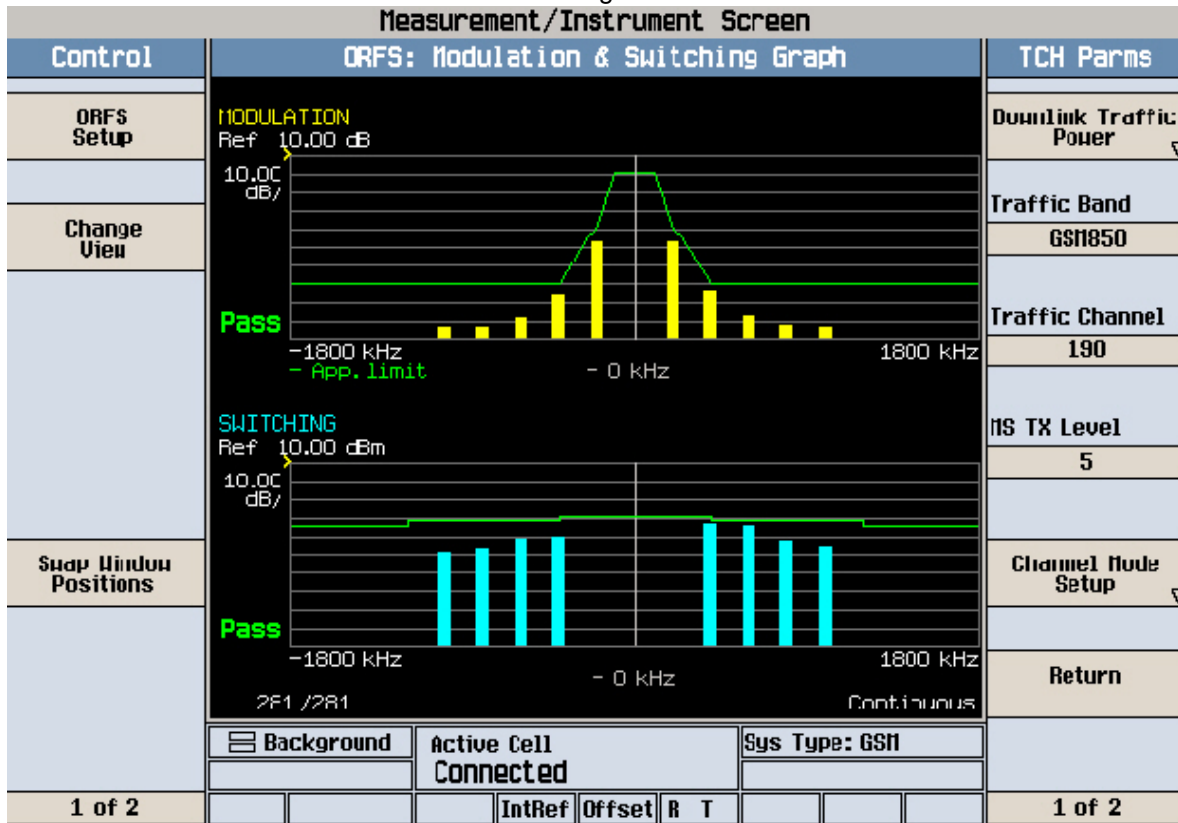 Measurement/Instrument Screen
Control
ORFS: Modulation & Switching Graph
TCH Parms
ORFS
Setup
Change
View
Swap Window
Positions
1 of 2
MODULATION
Ref 10.00 dB
10.00
dB/
Pass
-1800 kHz
1800 kHz
- App.limit
- 0 kHz
SWITCHING
Ref 10.00 dBm
10.00
dB/
Pass
-1800 kHz
1800 kHz
- 0 kHz
281 /281
Continuous
Background
Active Cell
Connected
Sys Type: GSM
IntRef
Offset
R T
Downlink Traffic
Power
Traffic Band
GSM850
Traffic Channel
190
MS TX Level
5
Channel Mode
Setup
Return
1 of 2